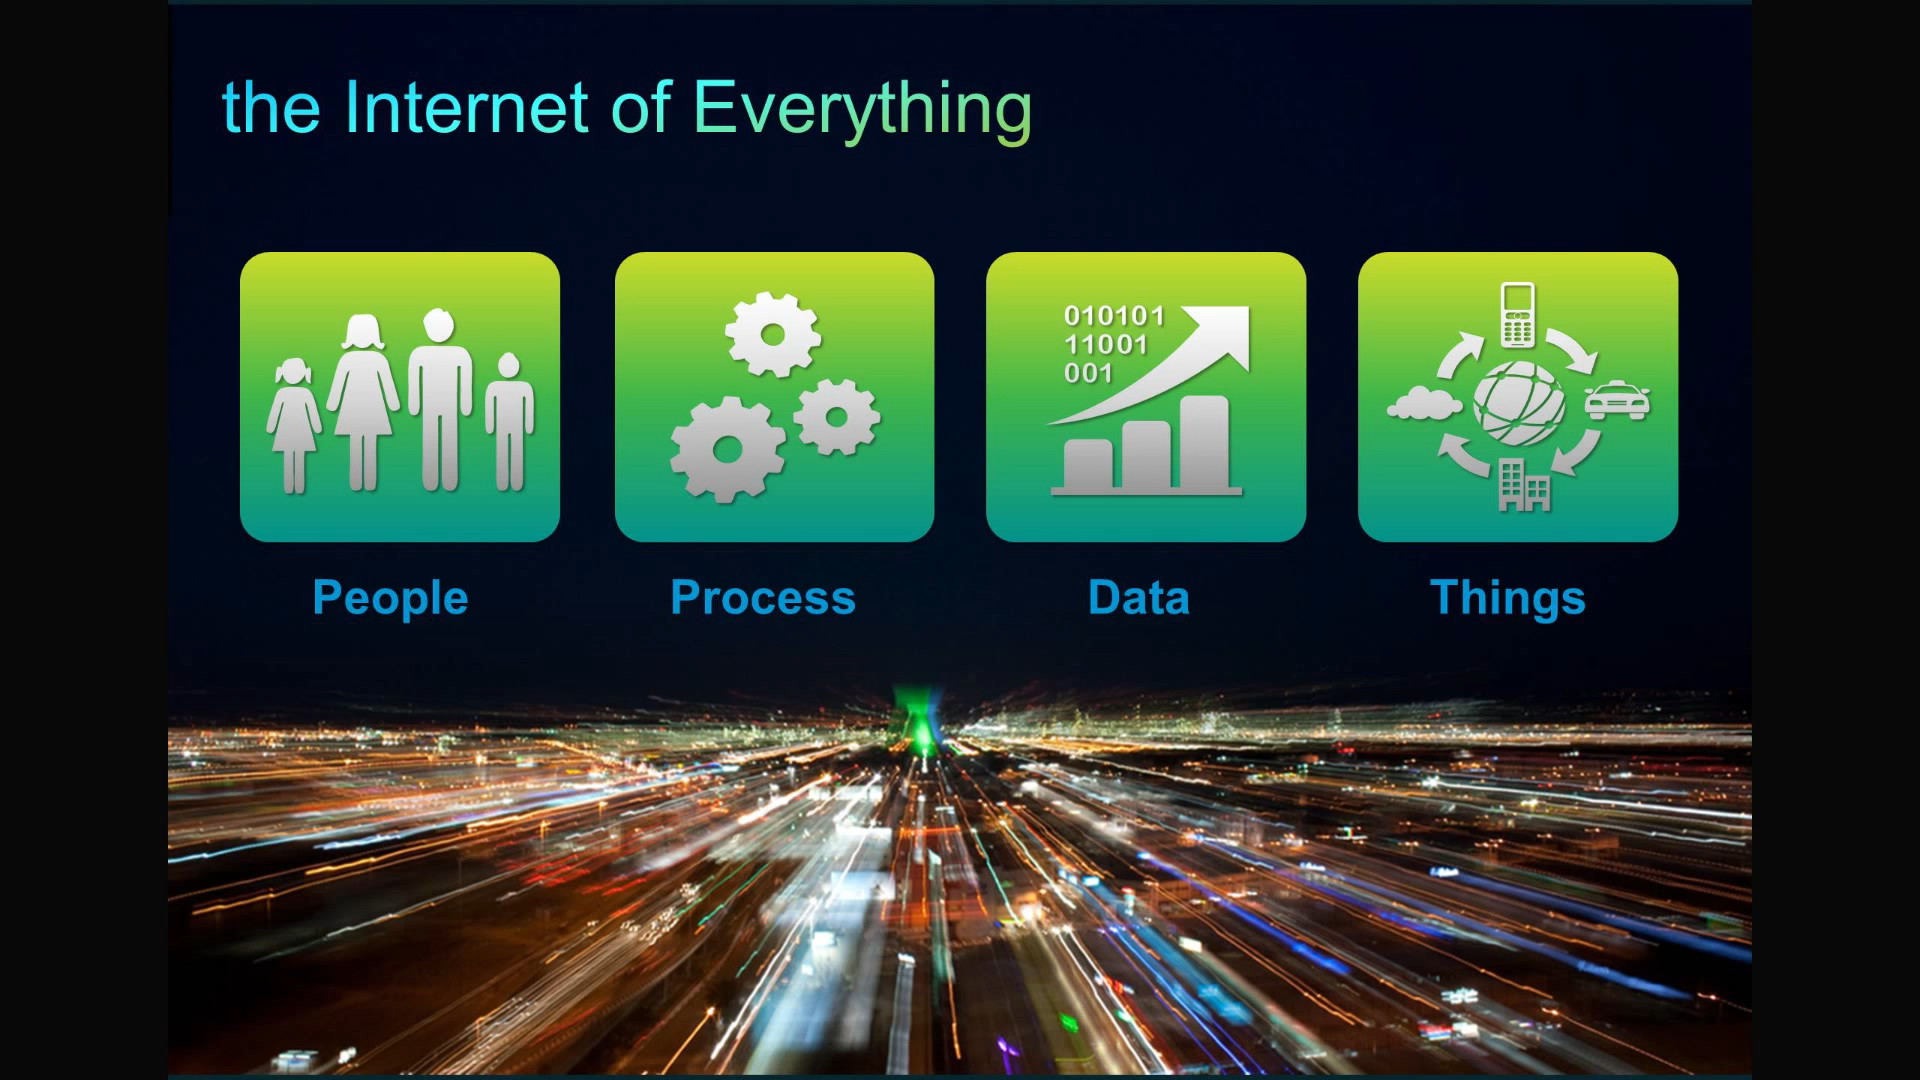 the Internet of Everything
010101
11001
001
People
Process
Data
Things